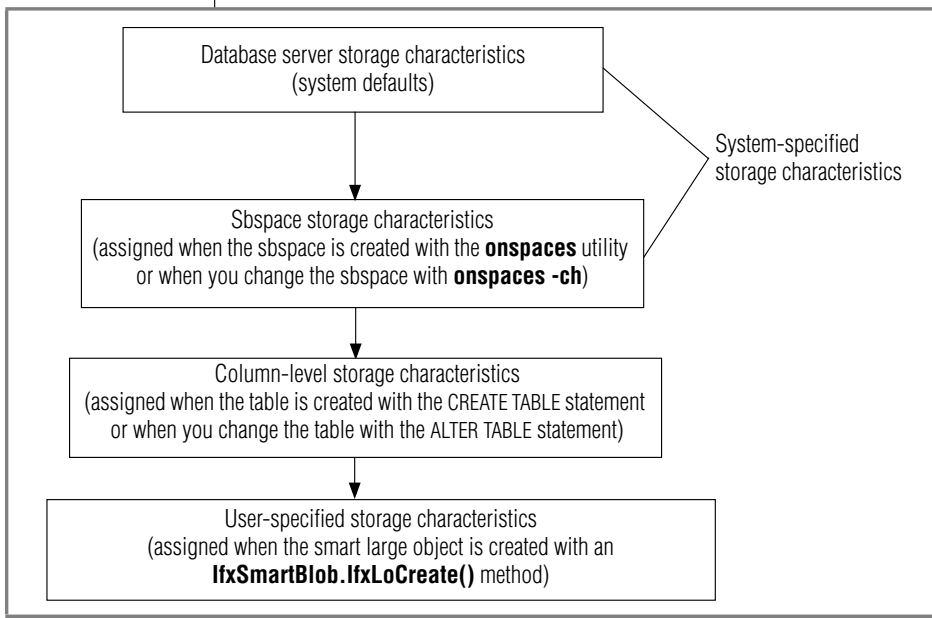 Database server storage characteristics
(system defaults)
System-specified
storage characteristics
Sbspace storage characteristics
(assigned when the sbspace is created with the onspaces utility
or when you change the sbspace with onspaces -ch)
Column-level storage characteristics
(assigned when the table is created with the CREATE TABLE statement
or when you change the table with the ALTER TABLE statement)
User-specified storage characteristics
(assigned when the smart large object is created with an
IfxSmartBlob.IfxLoCreate() method)